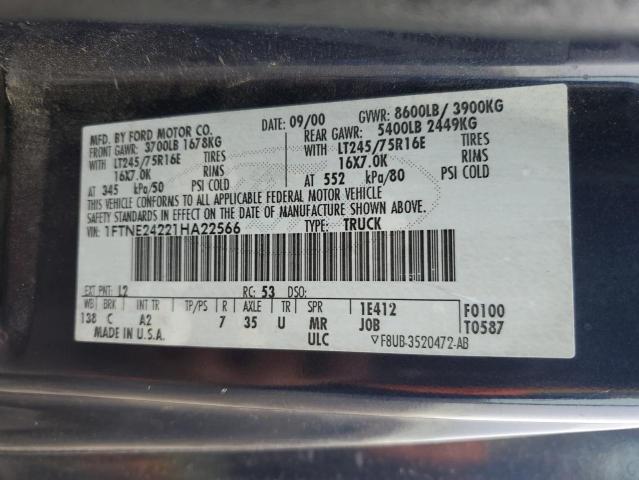 MFD. BY FORD MOTOR CO. DATE: 09/00 GVWR: 8600LB/ 3900KG
FRONT GAWR: 3700LB 1678KG REAR GAWR: 5400LB 2449KG
WITH LT245/75R16E TIRES WITH LT245/75R16E TIRES
16X7.0K RIMS 16X7.0K RIMS
AT 345 kPa/50 PSI COLD AT 552 kPa/80 PSI COLD
THIS VEHICLE CONFORMS TO ALL APPLICABLE FEDERAL MOTOR VEHICLE
SAFETY STANDARDS IN EFFECT ON THE DATE OF MANUFACTURE SHOWN ABOVE.
VIN: 1FTNE24221HA22566 TYPE: TRUCK
EXT PNT: L2 RC: 53 DSO:
WB BRK INT TR TP/PS R AXLE TR SPR 1E412 F0100
138 C A2 7 35 U MR JOB T0587
MADE IN U.S.A. ULC ▽F8UB-3520472-AB